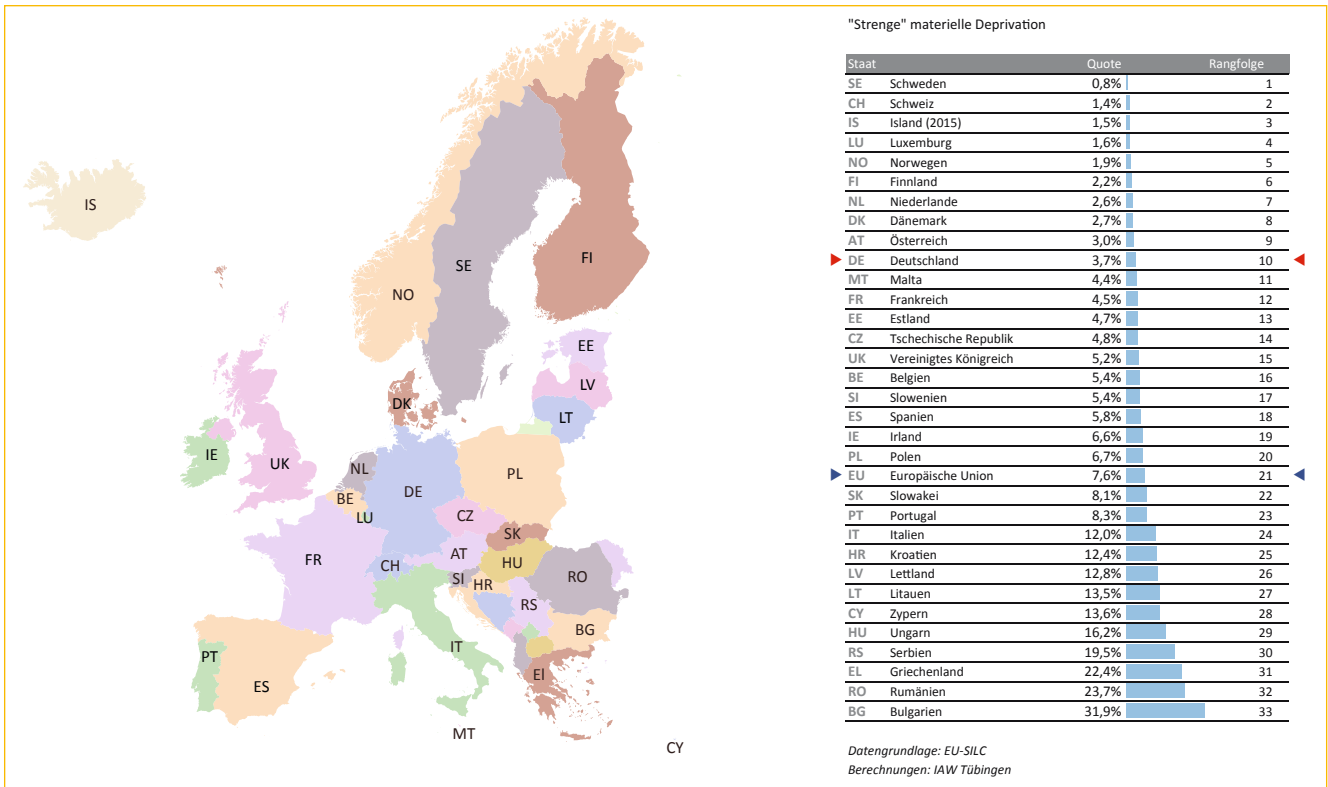 "Strenge" materielle Deprivation
Staat Quote Rangfolge
SE Schweden 0,8% 1
CH Schweiz 1,4% 2
IS Island (2015) 1,5% 3
LU Luxemburg 1,6% 4
NO Norwegen 1,9% 5
FI Finnland 2,2% 6
NL Niederlande 2,6% 7
DK Dänemark 2,7% 8
AT Österreich 3,0% 9
DE Deutschland 3,7% 10
MT Malta 4,4% 11
FR Frankreich 4,5% 12
EE Estland 4,7% 13
CZ Tschechische Republik 4,8% 14
UK Vereinigtes Königreich 5,2% 15
BE Belgien 5,4% 16
SI Slowenien 5,4% 17
ES Spanien 5,8% 18
IE Irland 6,6% 19
PL Polen 6,7% 20
EU Europäische Union 7,6% 21
SK Slowakei 8,1% 22
PT Portugal 8,3% 23
IT Italien 12,0% 24
HR Kroatien 12,4% 25
LV Lettland 12,8% 26
LT Litauen 13,5% 27
CY Zypern 13,6% 28
HU Ungarn 16,2% 29
RS Serbien 19,5% 30
EL Griechenland 22,4% 31
RO Rumänien 23,7% 32
BG Bulgarien 31,9% 33
Datengrundlage: EU-SILC
Berechnungen: IAW Tübingen
IS
FI
SE
NO
EE
LV
DK
LT
IE
UK
NL
PL
DE
BE
LU
CZ
SK
AT
FR
HU
CH
SI
RO
HR
RS
BG
IT
PT
EI
ES
MT
CY